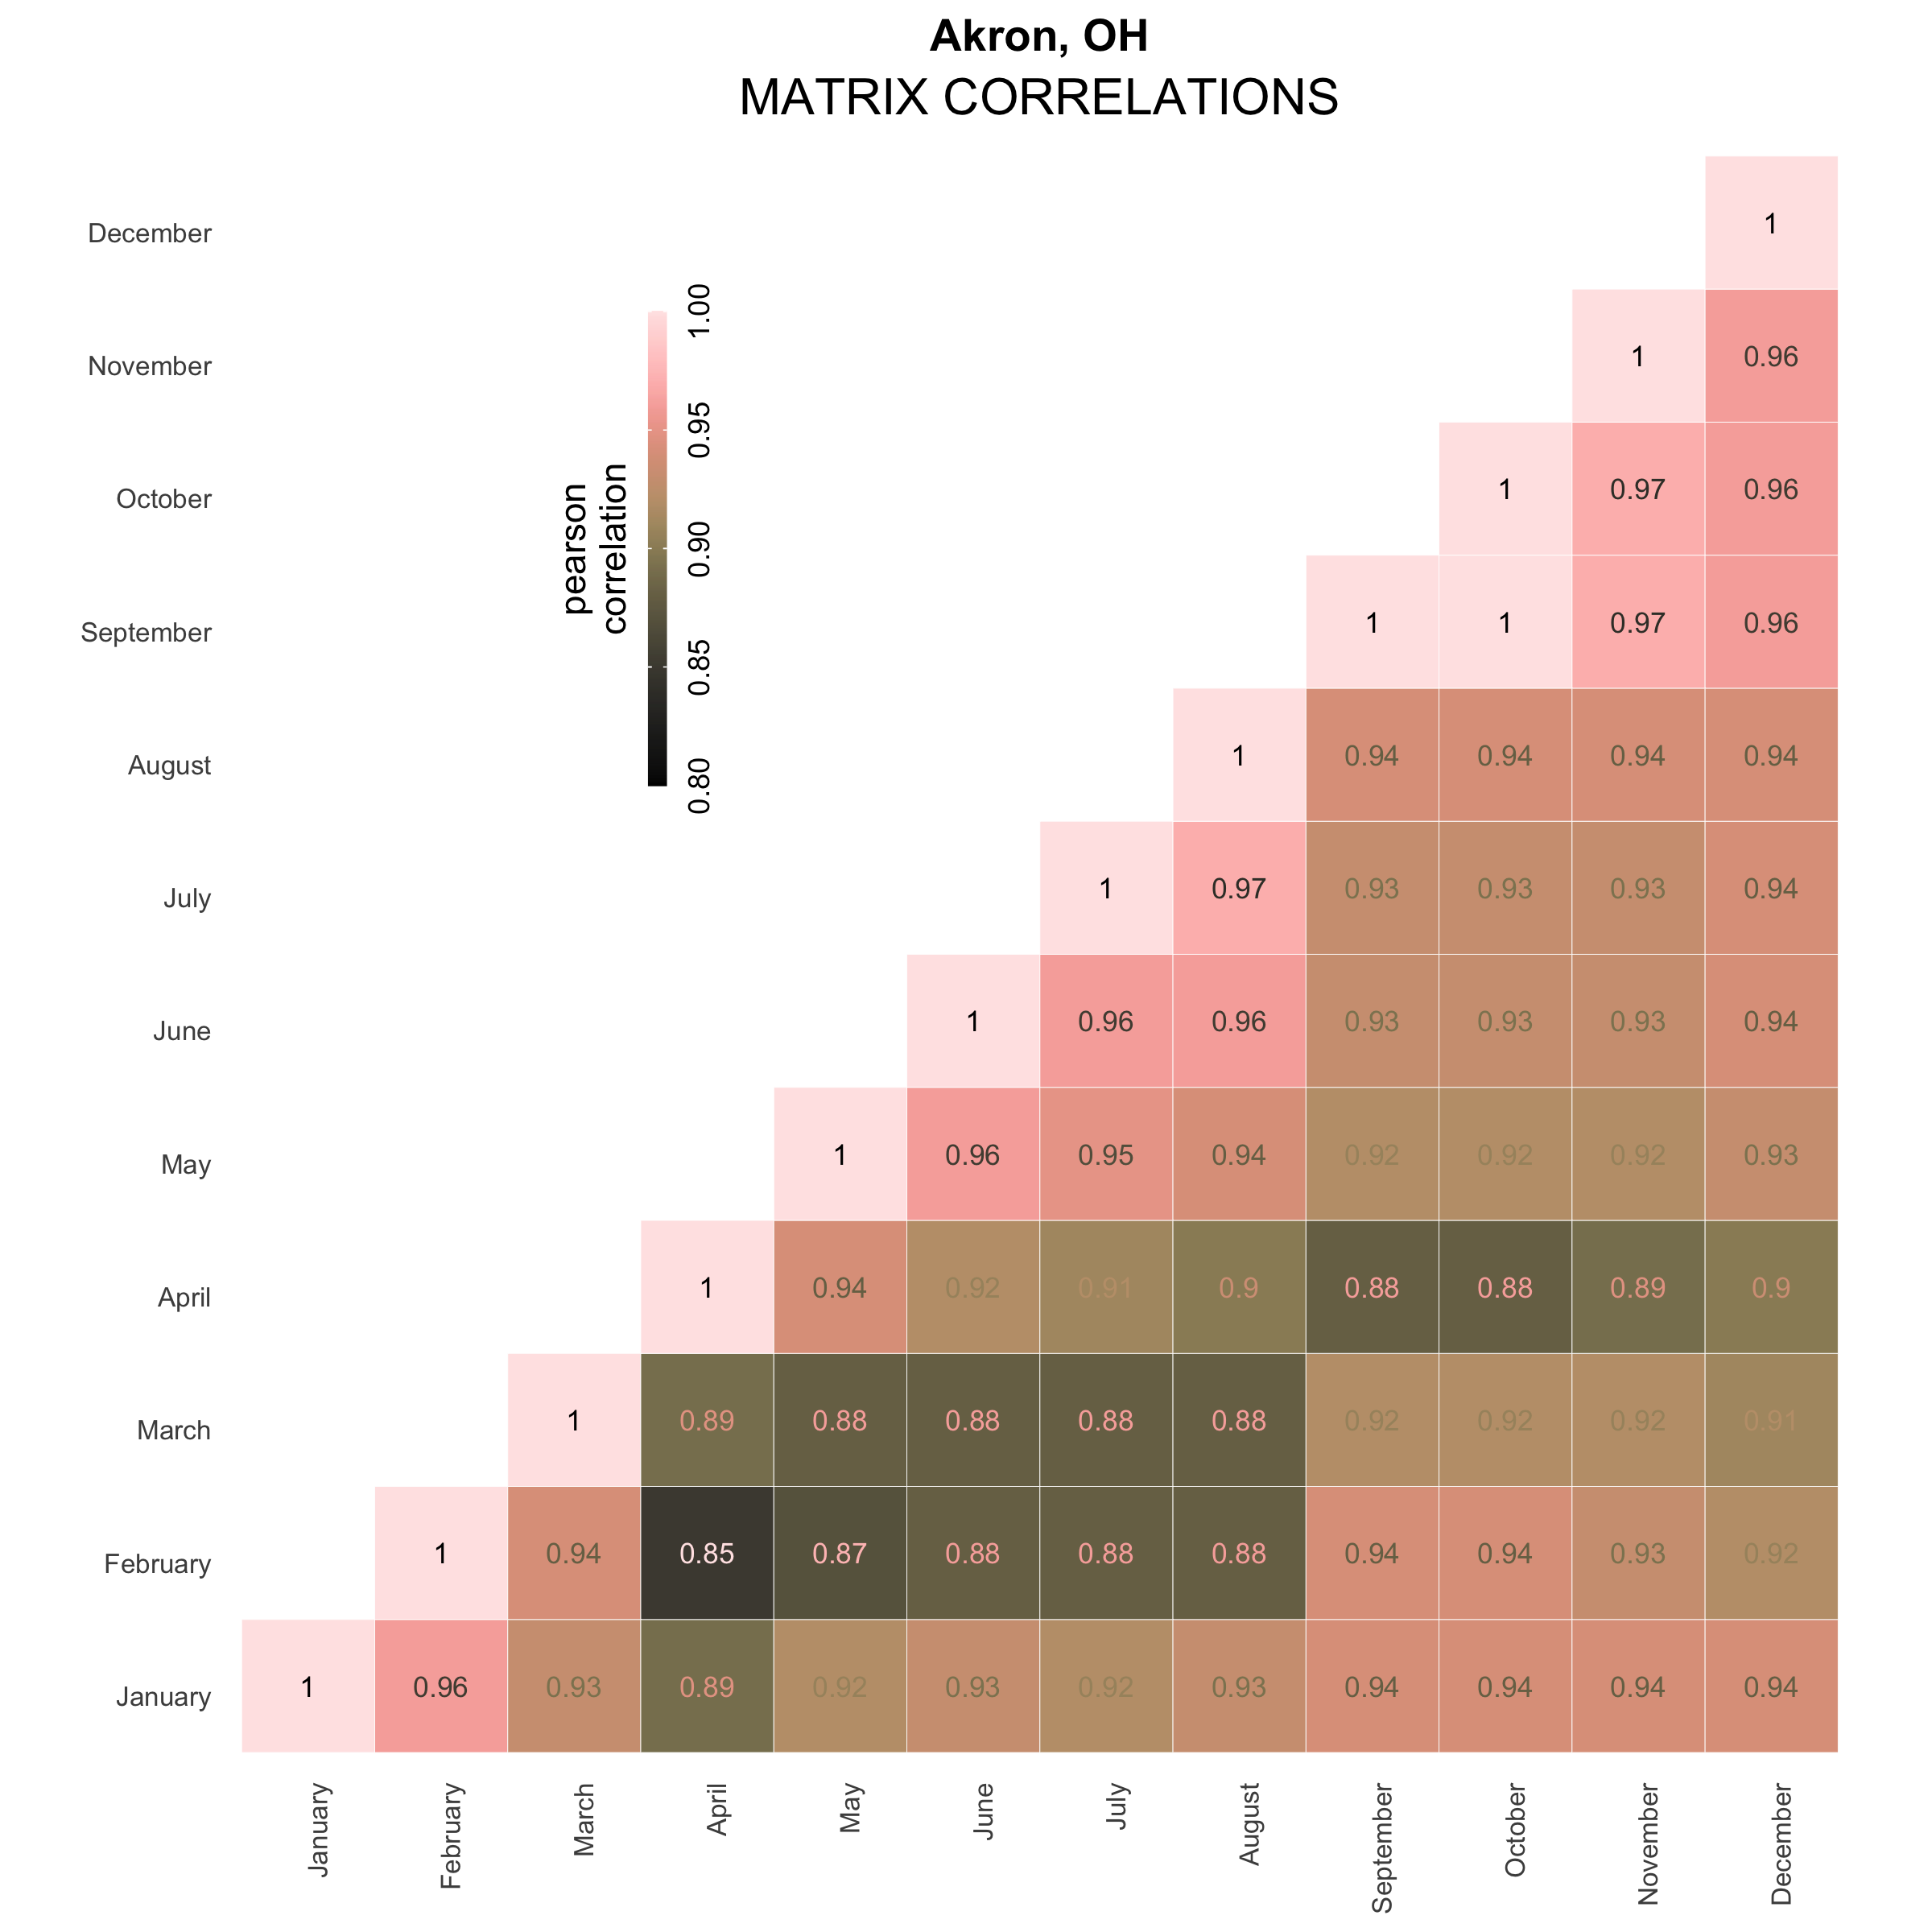 Akron, OH
MATRIX CORRELATIONS
December
1
November
1 0.96
October
1 0.97 0.96
September
1 1 0.97 0.96
August
1 0.94 0.94 0.94 0.94
July
1 0.97 0.93 0.93 0.93 0.94
June
1 0.96 0.96 0.93 0.93 0.93 0.94
May
1 0.96 0.95 0.94 0.92 0.92 0.92 0.93
April
1 0.94 0.92 0.91 0.9 0.88 0.88 0.89 0.9
March
1 0.89 0.88 0.88 0.88 0.88 0.92 0.92 0.92 0.91
February
1 0.94 0.85 0.87 0.88 0.88 0.88 0.94 0.94 0.93 0.92
January
1 0.96 0.93 0.89 0.92 0.93 0.92 0.93 0.94 0.94 0.94 0.94
January
February
March
April
May
June
July
August
September
October
November
December
pearson
correlation
0.80 0.85 0.90 0.95 1.00